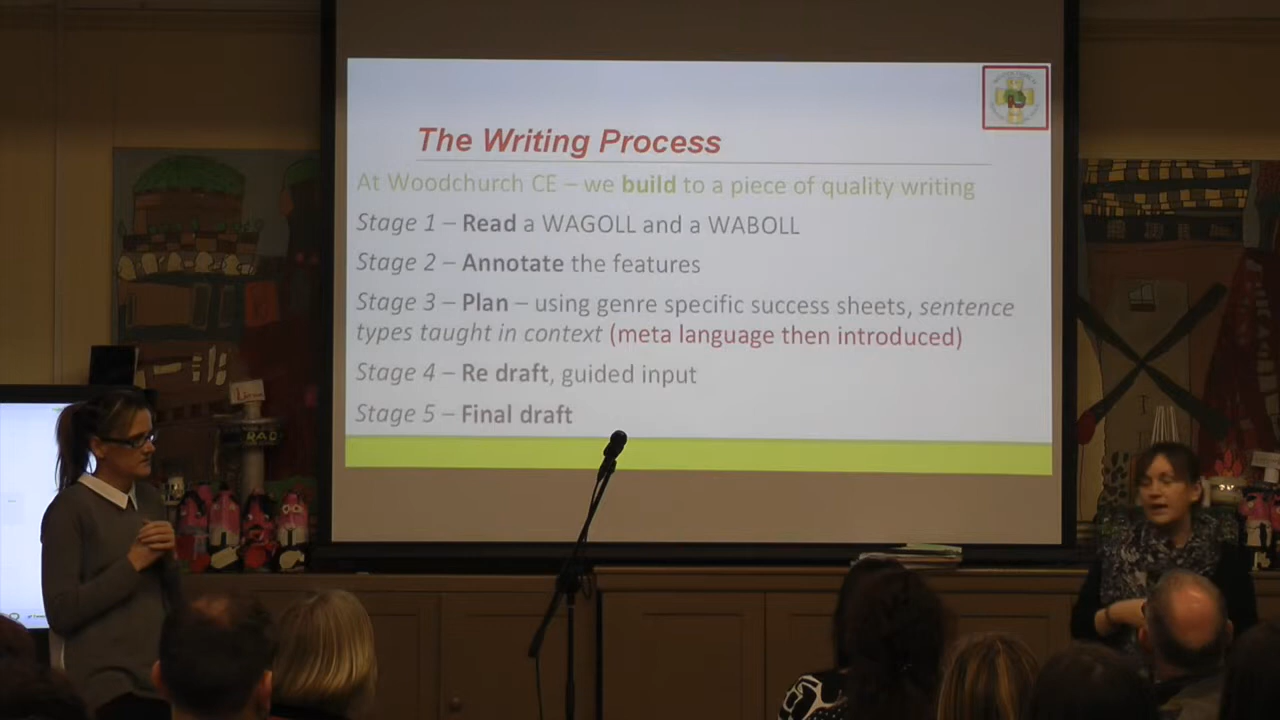 The Writing Process
At Woodchurch CE – we build to a piece of quality writing
Stage 1 – Read a WAGOLL and a WABOLL
Stage 2 – Annotate the features
Stage 3 – Plan – using genre specific success sheets, sentence
types taught in context (meta language then introduced)
Stage 4 – Re draft, guided input
Stage 5 – Final draft
RAD